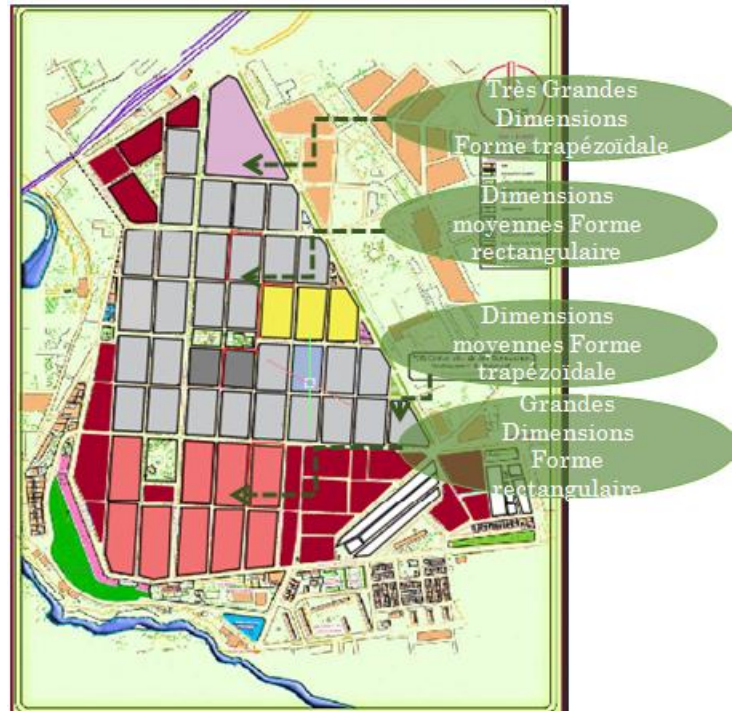 Très Grandes
Dimensions
Forme trapézoïdale
Dimensions
moyennes Forme
rectangulaire
Dimensions
moyennes Forme
trapézoïdale
Grandes
Dimensions
Forme
rectangulaire